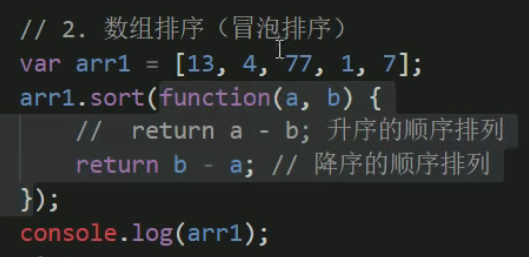 // 2. 数组排序（冒泡排序）
var arr1 = [13, 4, 77, 1, 7];
arr1.sort(function(a, b) {
//  return a - b; 升序的顺序排列
return b - a; // 降序的顺序排列
});
console.log(arr1);